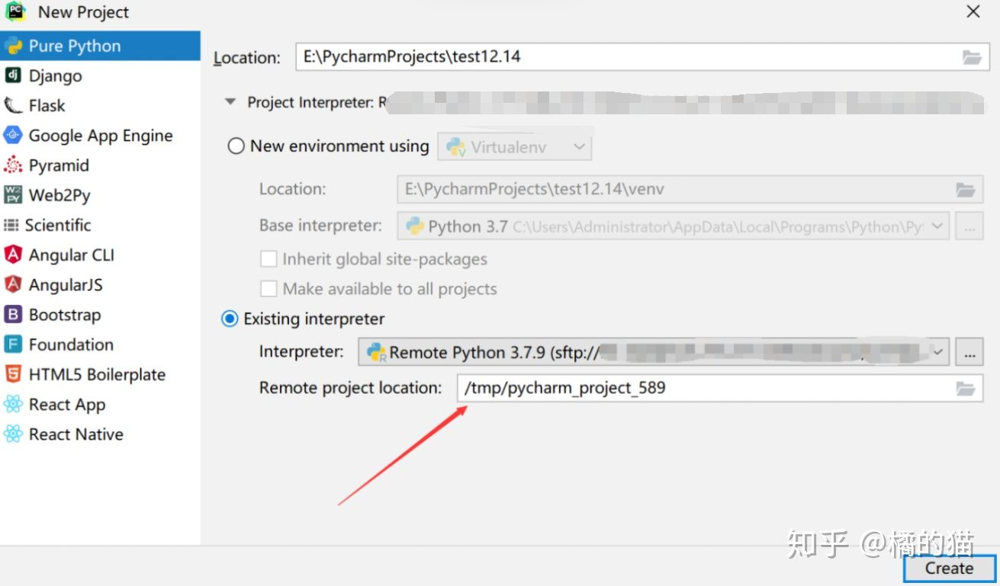 New Project
Pure Python
Django
Flask
Google App Engine
Pyramid
Web2Py
Scientific
Angular CLI
AngularJS
Bootstrap
Foundation
HTML5 Boilerplate
React App
React Native
Location: E:\PycharmProjects\test12.14
Project Interpreter: R
New environment using Virtualenv
Location: E:\PycharmProjects\test12.14\venv
Base interpreter: Python 3.7 C:\Users\Administrator\AppData\Local\Programs\Python\Py ...
Inherit global site-packages
Make available to all projects
Existing interpreter
Interpreter: Remote Python 3.7.9 (sftp:// ...
Remote project location: /tmp/pycharm_project_589
知乎 @橘的猫
Create